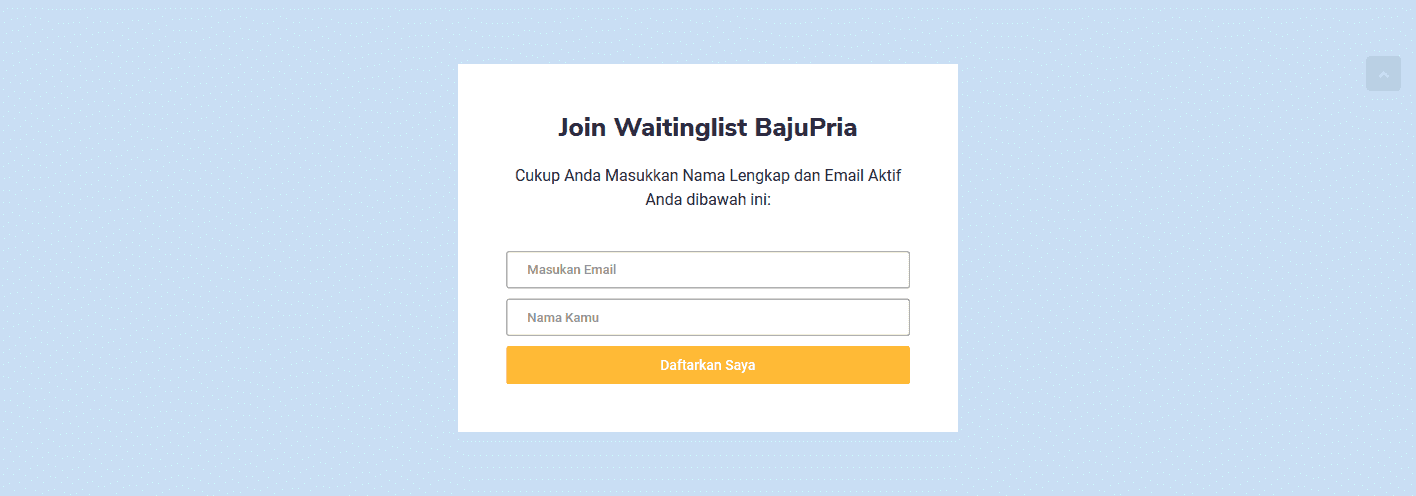 Join Waitinglist BajuPria
Cukup Anda Masukkan Nama Lengkap dan Email Aktif
Anda dibawah ini:
Masukan Email
Nama Kamu
Daftarkan Saya